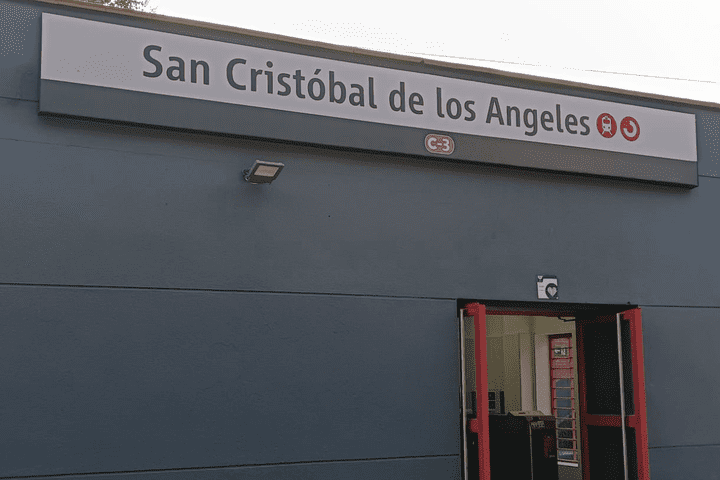 San Cristóbal de los Angeles
C-3